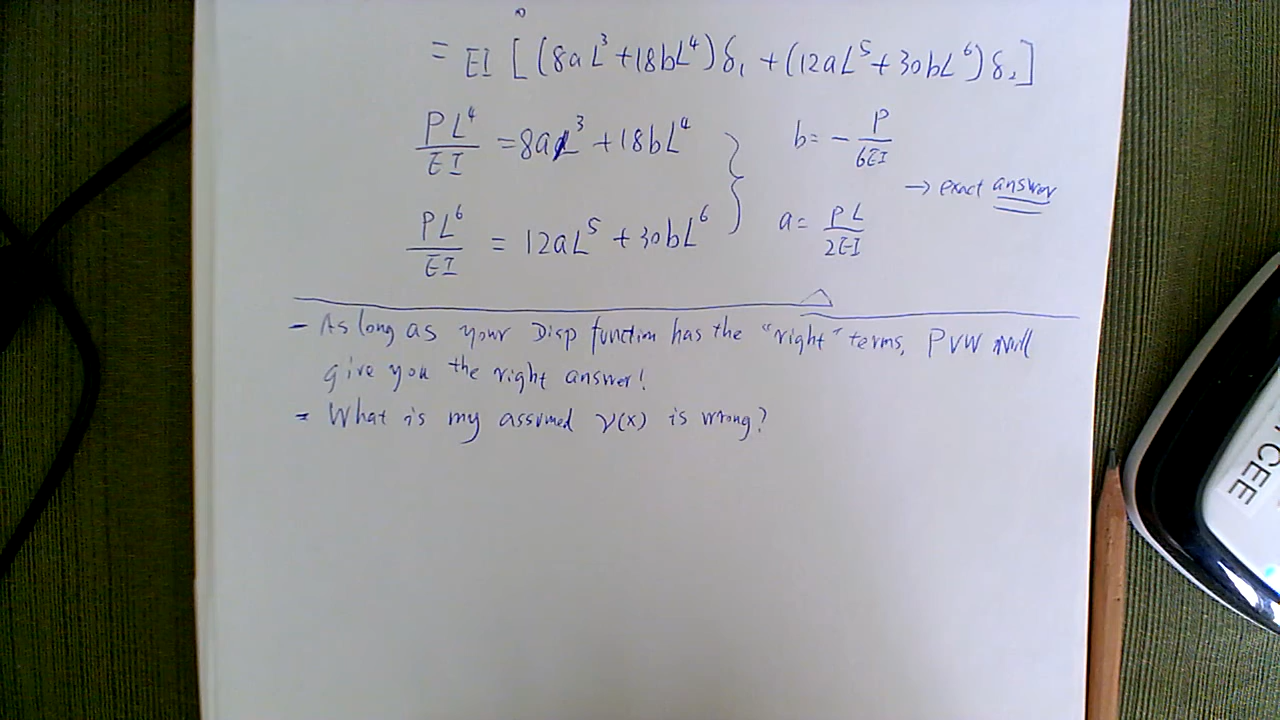 = EI [ (8aL³ + 18bL⁴) δ₁ + (12aL⁵ + 30bL⁶) δ₂ ]
PL⁴/EI = 8aL³ + 18bL⁴
b = - P/6EI
→ exact answer
PL⁶/EI = 12aL⁵ + 30bL⁶
a = PL/2EI
- As long as your Disp function has the "right" terms, PVW will
give you the right answer!
- What is my assumed v(x) is wrong?
CEE